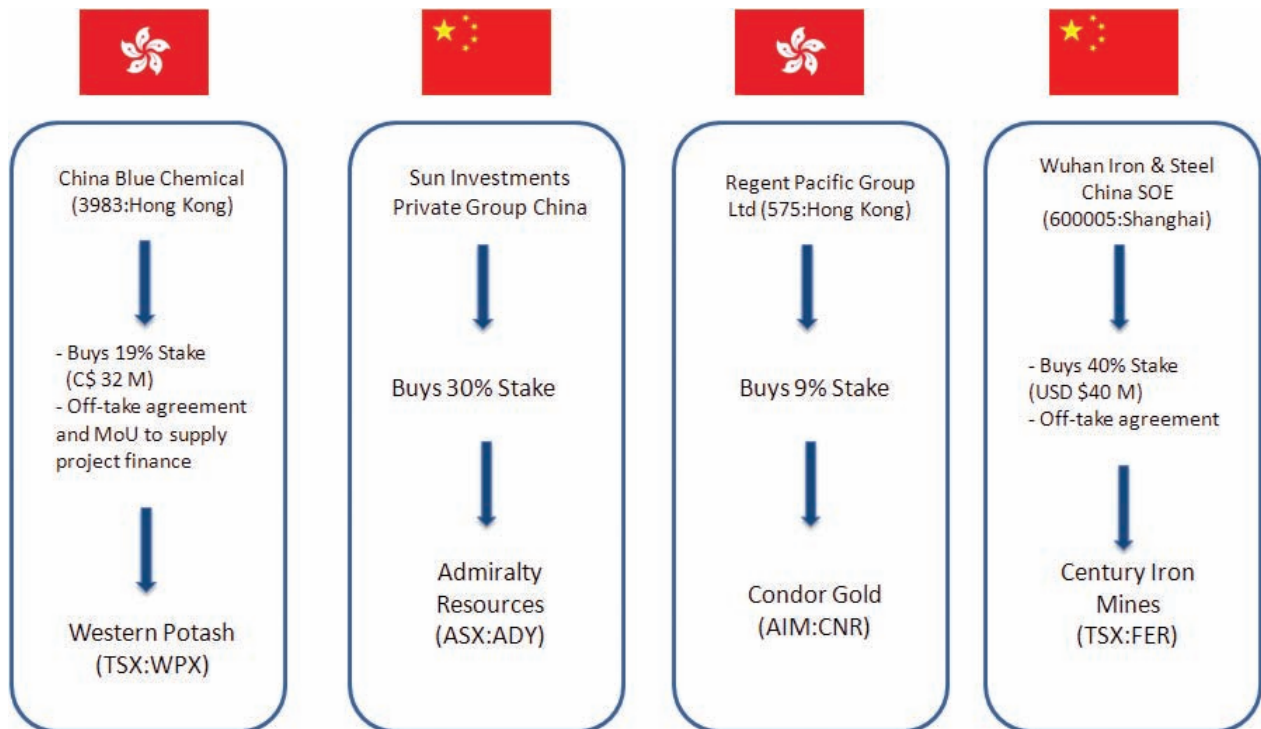 China Blue Chemical
(3983:Hong Kong)
- Buys 19% Stake
(C$ 32 M)
- Off-take agreement
and MoU to supply
project finance
Western Potash
(TSX:WPX)
Sun Investments
Private Group China
Buys 30% Stake
Admiralty
Resources
(ASX:ADY)
Regent Pacific Group
Ltd (575:Hong Kong)
Buys 9% Stake
Condor Gold
(AIM:CNR)
Wuhan Iron & Steel
China SOE
(600005:Shanghai)
- Buys 40% Stake
(USD $40 M)
- Off-take agreement
Century Iron
Mines
(TSX:FER)